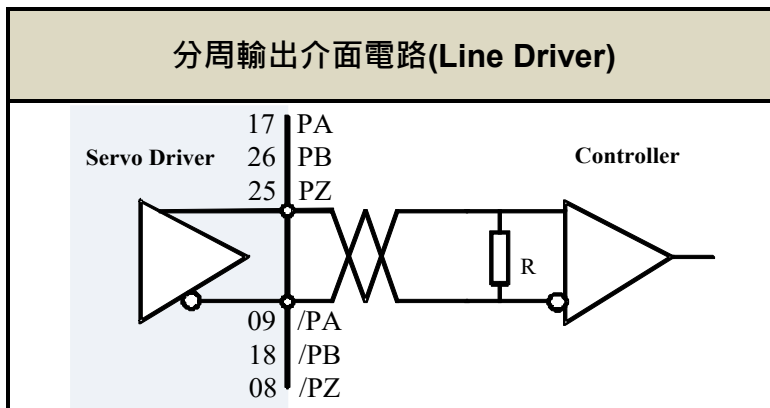 分周輸出介面電路(Line Driver)
Servo Driver
17 PA
26 PB
25 PZ
Controller
R
09 /PA
18 /PB
08 /PZ